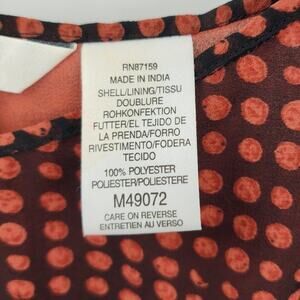 RN87159
MADE IN INDIA
SHELL/LINING/TISSU
DOUBLURE
ROHKONFEKTION
FUTTER/EL TEJIDO DE
LA PRENDA/FORRO
RIVESTIMENTO/FODERA
TECIDO
100% POLYESTER
POLIESTER/POLIESTERE
M49072
CARE ON REVERSE
ENTRETIEN AU VERSO